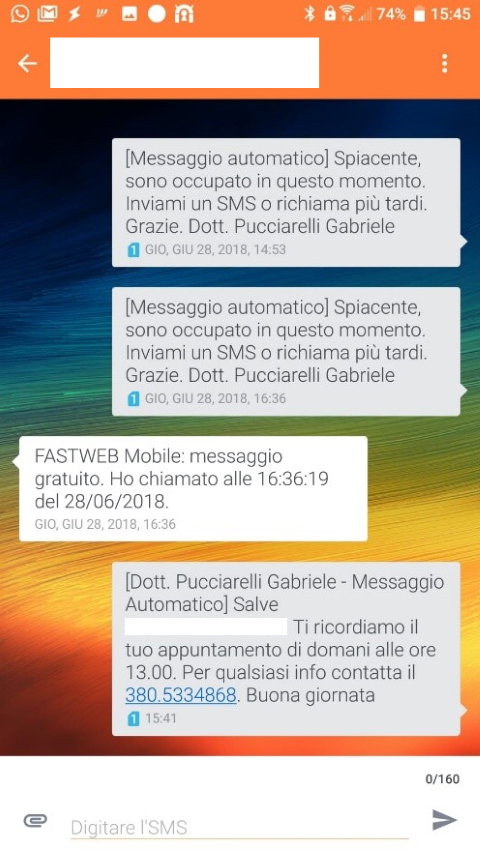 74% 15:45
[Messaggio automatico] Spiacente,
sono occupato in questo momento.
Inviami un SMS o richiama più tardi.
Grazie. Dott. Pucciarelli Gabriele
1 GIO, GIU 28, 2018, 14:53
[Messaggio automatico] Spiacente,
sono occupato in questo momento.
Inviami un SMS o richiama più tardi.
Grazie. Dott. Pucciarelli Gabriele
1 GIO, GIU 28, 2018, 16:36
FASTWEB Mobile: messaggio
gratuito. Ho chiamato alle 16:36:19
del 28/06/2018.
GIO, GIU 28, 2018, 16:36
[Dott. Pucciarelli Gabriele - Messaggio
Automatico] Salve
Ti ricordiamo il
tuo appuntamento di domani alle ore
13.00. Per qualsiasi info contatta il
380.5334868. Buona giornata
1 15:41
0/160
Digitare l'SMS